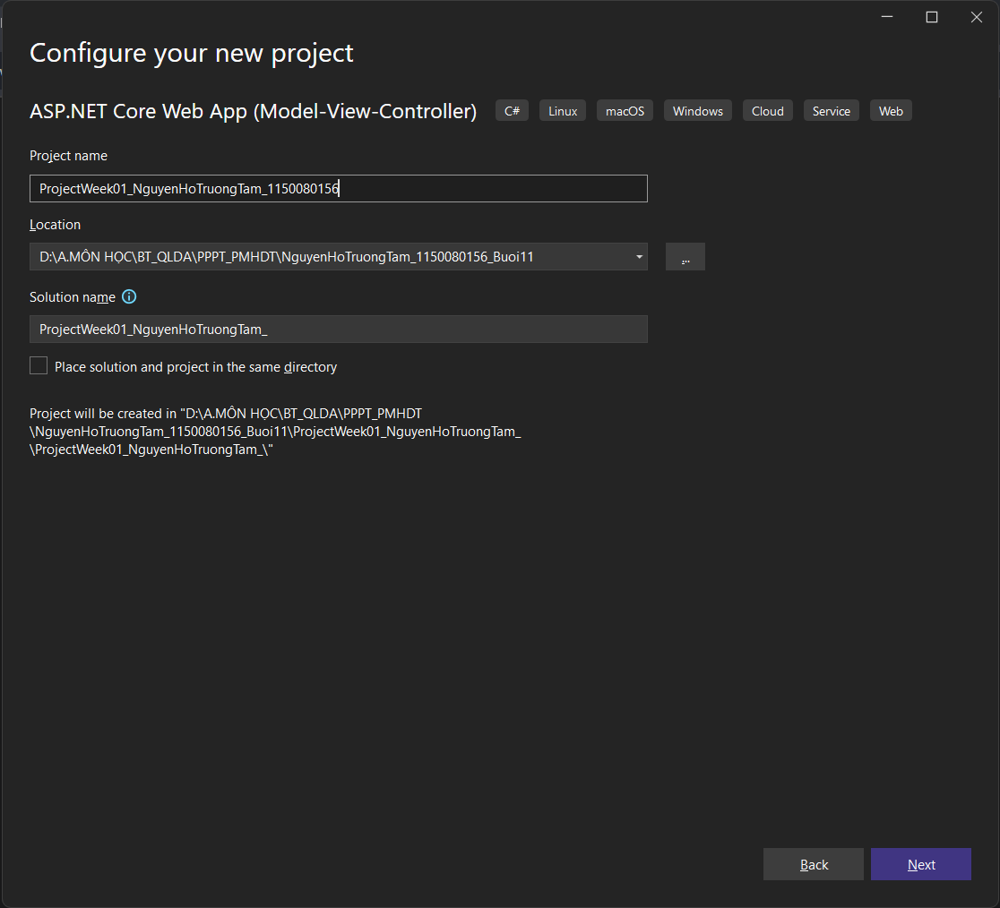 Configure your new project
ASP.NET Core Web App (Model-View-Controller) C# Linux macOS Windows Cloud Service Web
Project name
ProjectWeek01_NguyenHoTruongTam_1150080156
Location
D:\A.MÔN HỌC\BT_QLDA\PPPT_PMHDT\NguyenHoTruongTam_1150080156_Buoi11
...
Solution name
ProjectWeek01_NguyenHoTruongTam_
Place solution and project in the same directory
Project will be created in "D:\A.MÔN HỌC\BT_QLDA\PPPT_PMHDT
\NguyenHoTruongTam_1150080156_Buoi11\ProjectWeek01_NguyenHoTruongTam_
\ProjectWeek01_NguyenHoTruongTam_\"
Back Next